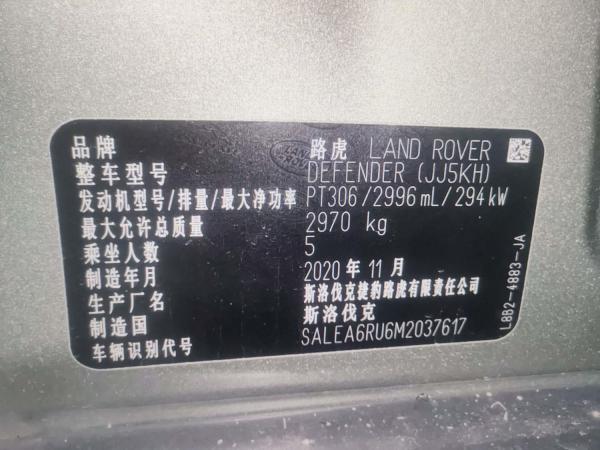 品牌 路虎 LAND ROVER
整车型号 DEFENDER (JJ5KH)
发动机型号/排量/最大净功率 PT306/2996mL/294kW
最大允许总质量 2970 kg
乘坐人数 5
制造年月 2020年11月
生产厂名 斯洛伐克捷豹路虎有限责任公司
制造国 斯洛伐克
车辆识别代号 SALEA6RU6M2037617
L8B2-4883-JA